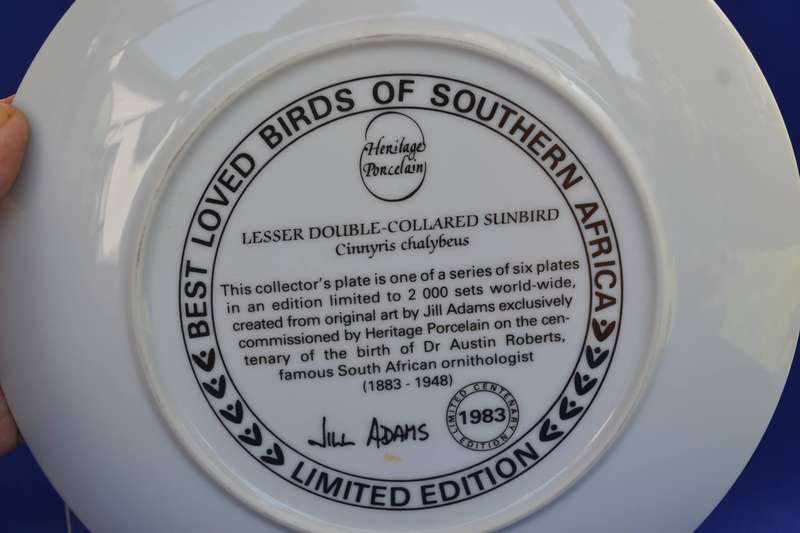 BEST LOVED BIRDS OF SOUTHERN AFRICA
Heritage
Porcelain
LESSER DOUBLE-COLLARED SUNBIRD
Cinnyris chalybeus
This collector's plate is one of a series of six plates
in an edition limited to 2 000 sets world-wide,
created from original art by Jill Adams exclusively
commissioned by Heritage Porcelain on the cen-
tenary of the birth of Dr Austin Roberts,
famous South African ornithologist
(1883 - 1948)
JILL ADAMS
LIMITED CENTENARY
1983
EDITION
LIMITED EDITION